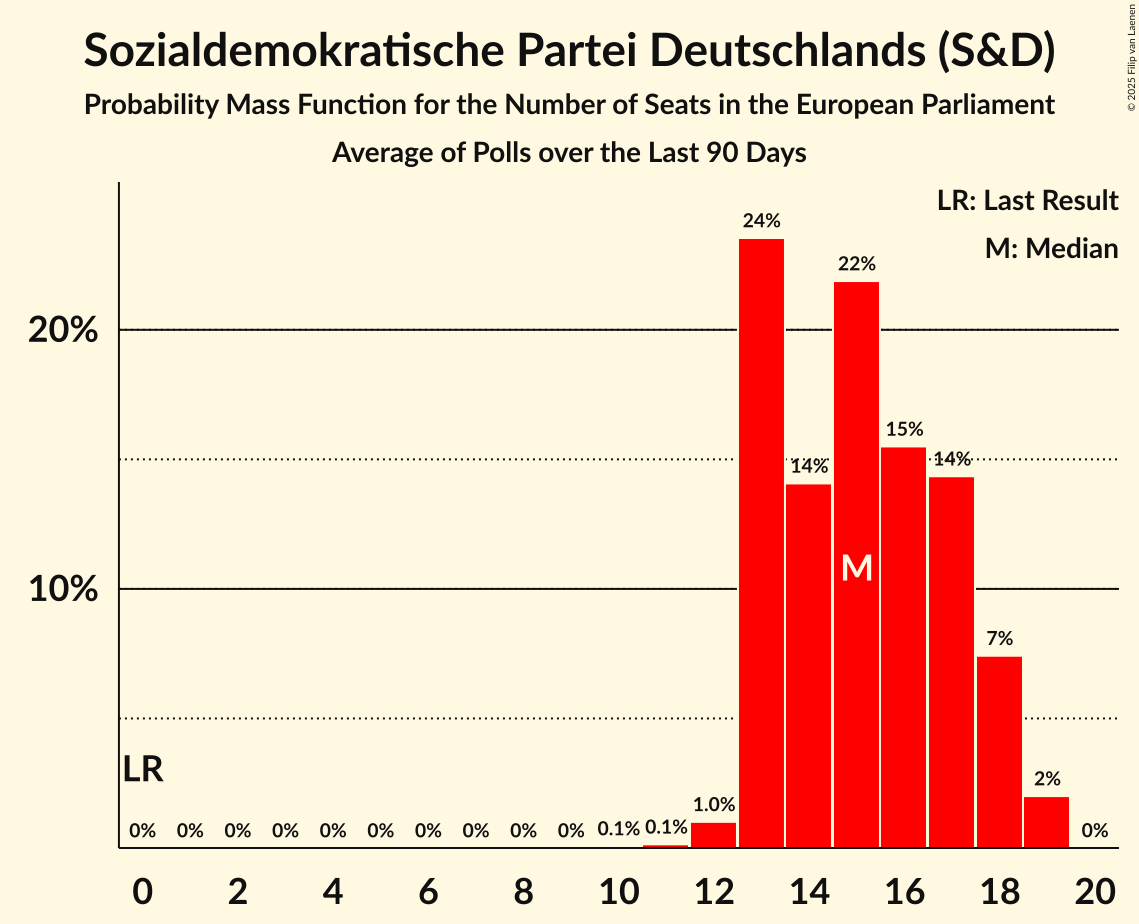 Sozialdemokratische Partei Deutschlands (S&D)
Probability Mass Function for the Number of Seats in the European Parliament
Average of Polls over the Last 90 Days
© 2025 Filip van Laenen
LR: Last Result
M: Median
20%
10%
24%
14%
22%
15%
14%
7%
2%
M
LR
0% 0% 0% 0% 0% 0% 0% 0% 0% 0% 0.1% 0.1% 1.0% 0%
0 2 4 6 8 10 12 14 16 18 20